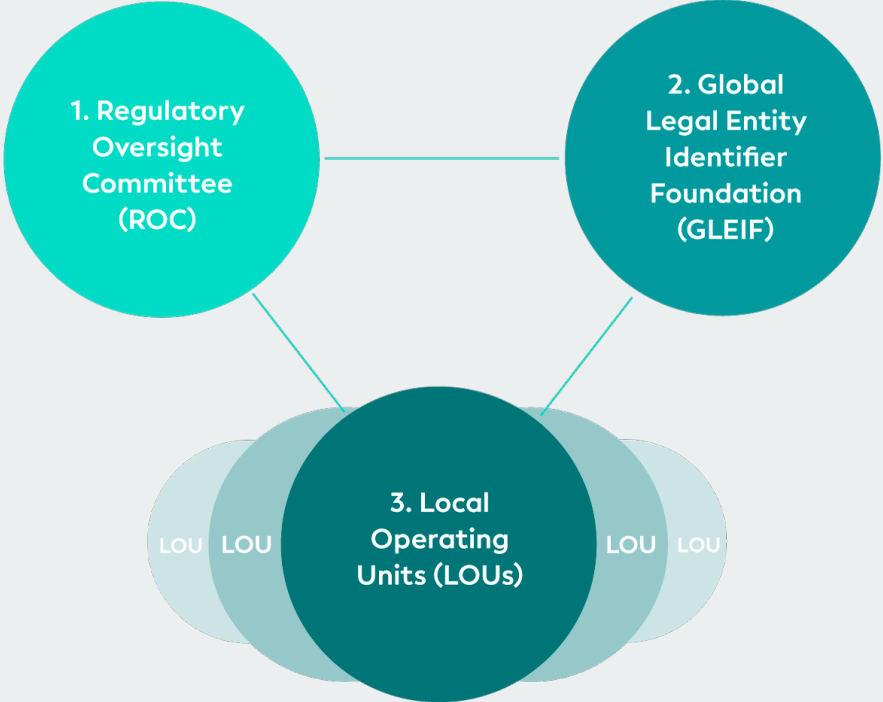 1. Regulatory
Oversight
Committee
(ROC)
2. Global
Legal Entity
Identifier
Foundation
(GLEIF)
3. Local
Operating
Units (LOUs)
LOU
LOU
LOU
LOU